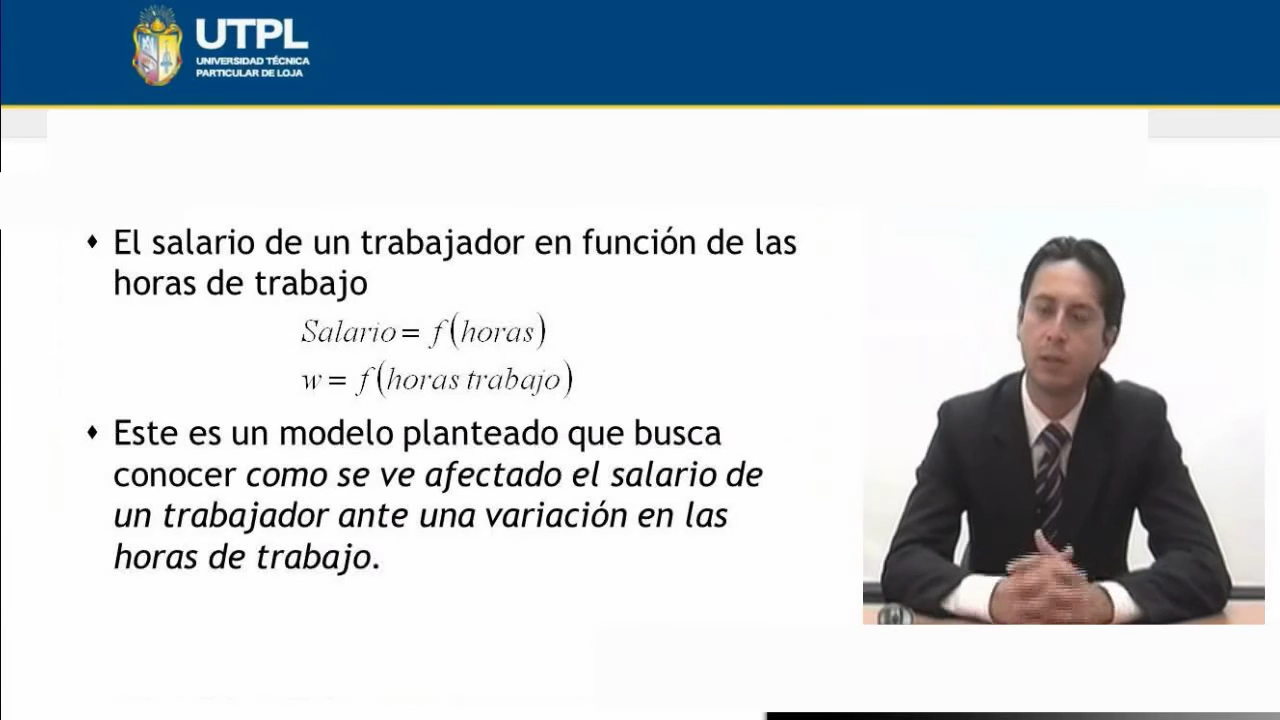 UTPL
UNIVERSIDAD TÉCNICA
PARTICULAR DE LOJA
♦ El salario de un trabajador en función de las
horas de trabajo
Salario = f(horas)
w = f(horas trabajo)
♦ Este es un modelo planteado que busca
conocer como se ve afectado el salario de
un trabajador ante una variación en las
horas de trabajo.